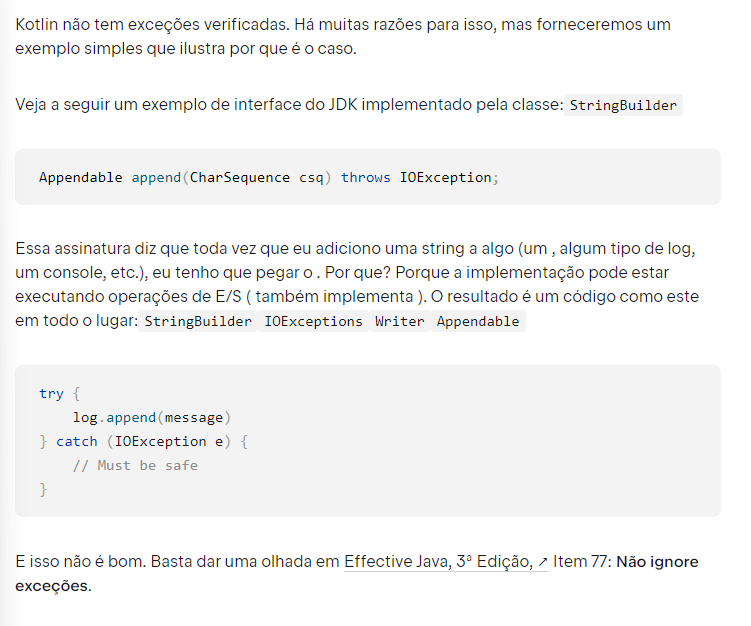 Kotlin não tem exceções verificadas. Há muitas razões para isso, mas forneceremos um
exemplo simples que ilustra por que é o caso.
Veja a seguir um exemplo de interface do JDK implementado pela classe: StringBuilder
Appendable append(CharSequence csq) throws IOException;
Essa assinatura diz que toda vez que eu adiciono uma string a algo (um , algum tipo de log,
um console, etc.), eu tenho que pegar o . Por que? Porque a implementação pode estar
executando operações de E/S ( também implementa ). O resultado é um código como este
em todo o lugar: StringBuilder IOExceptions Writer Appendable
try {
    log.append(message)
} catch (IOException e) {
    // Must be safe
}
E isso não é bom. Basta dar uma olhada em Effective Java, 3ª Edição, ↗ Item 77: Não ignore
exceções.